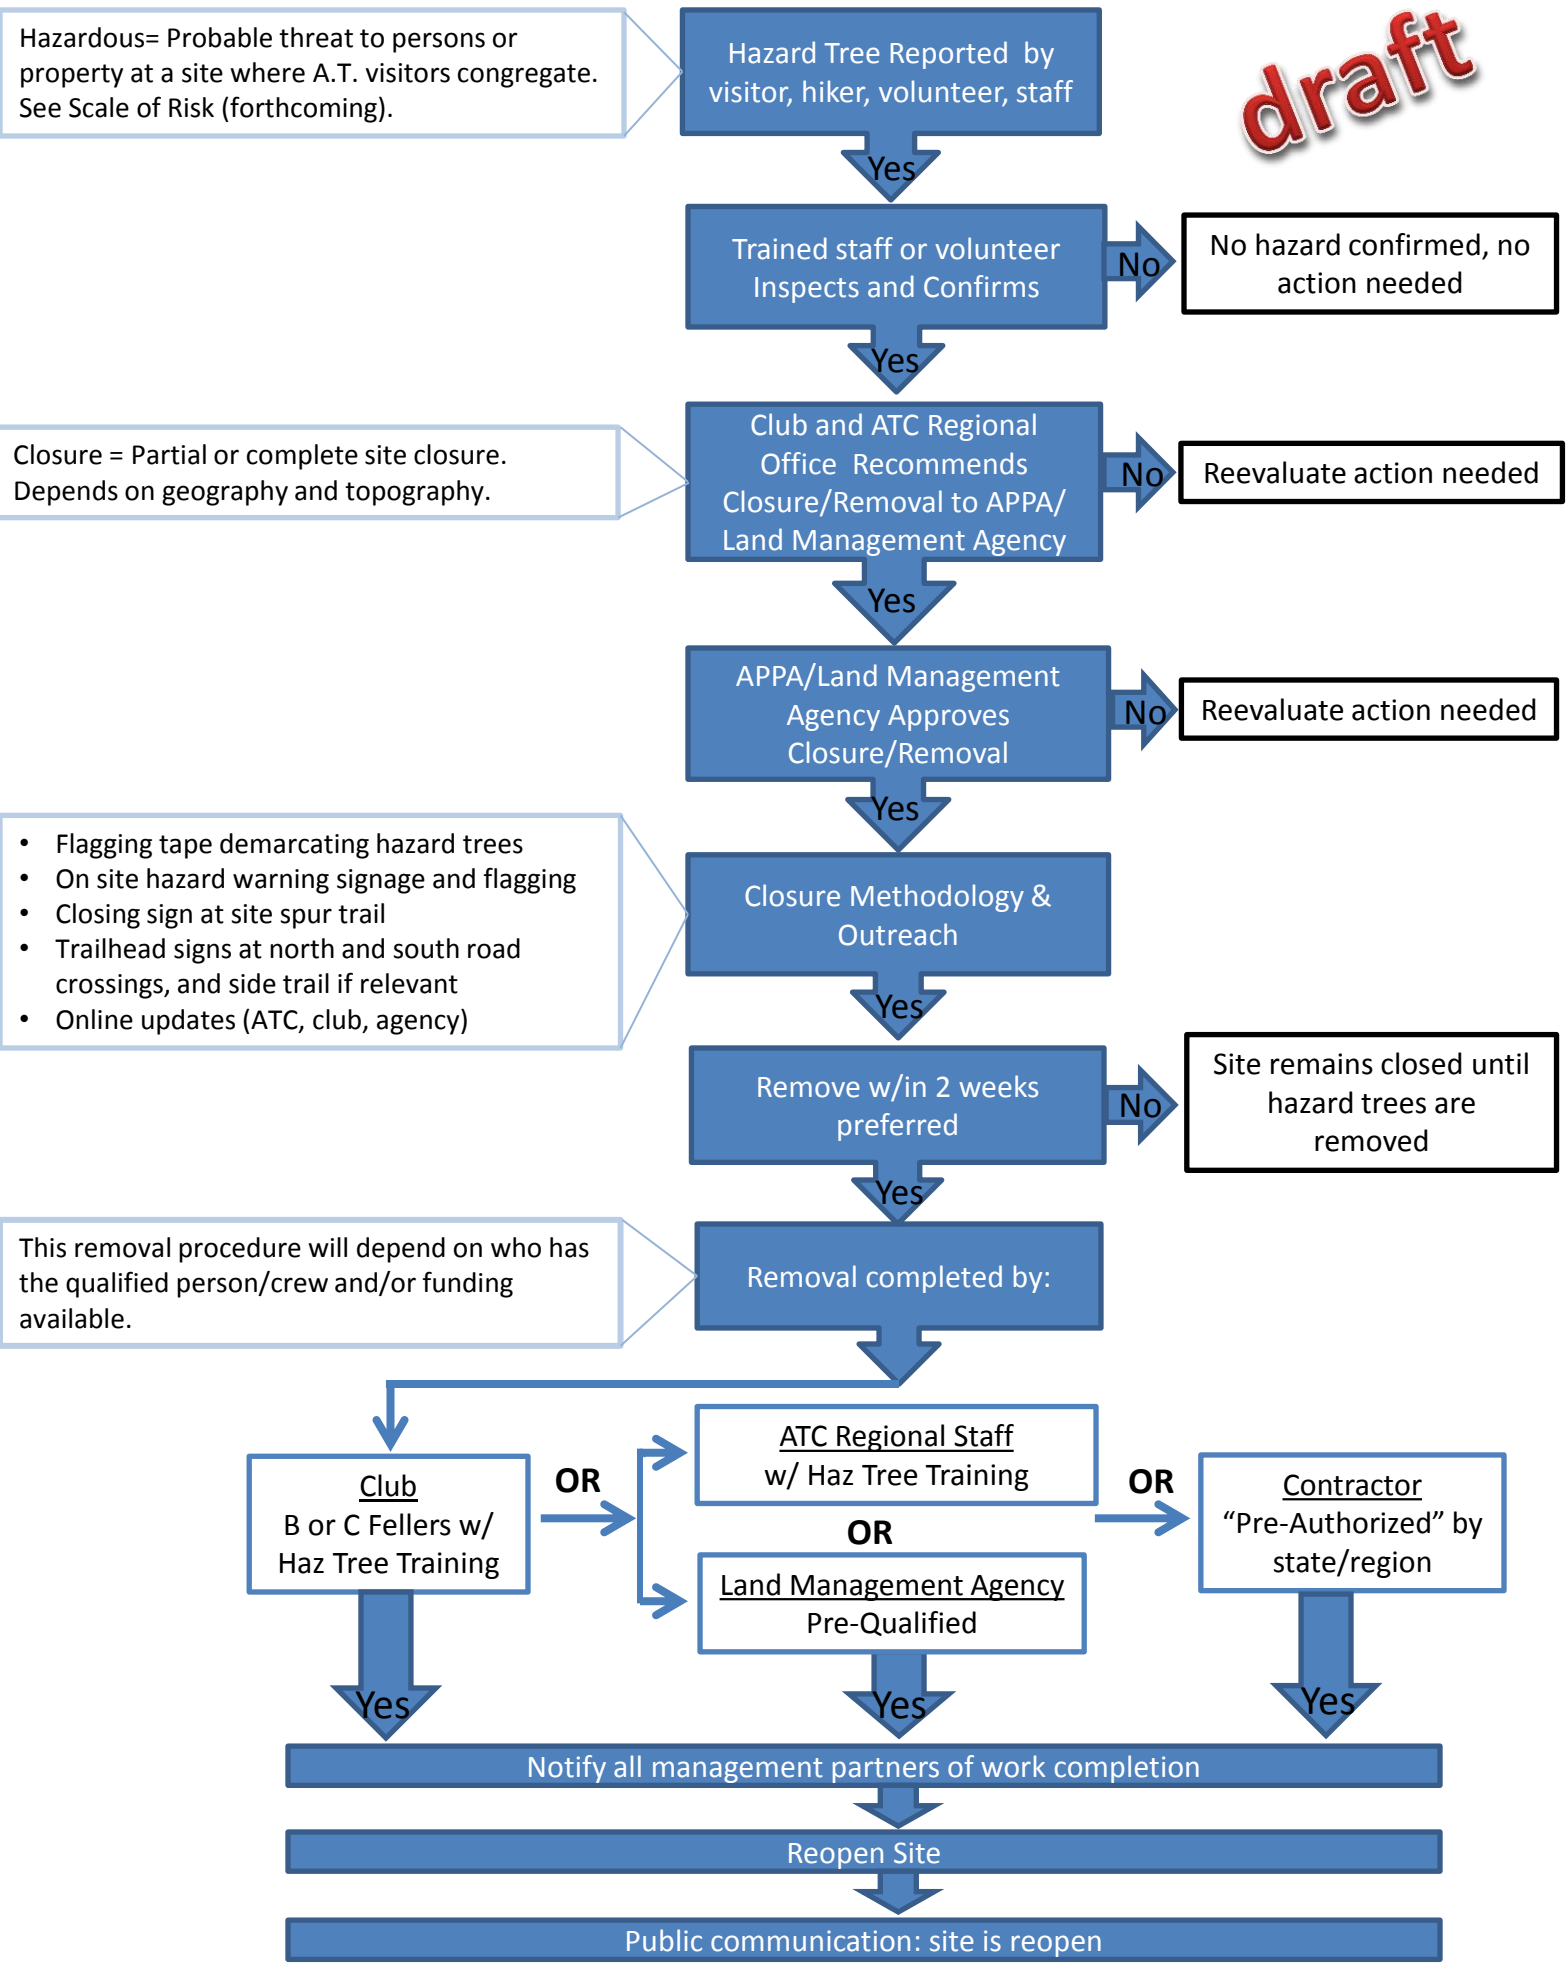 Hazardous= Probable threat to persons or
property at a site where A.T. visitors congregate.
See Scale of Risk (forthcoming).
Hazard Tree Reported by
visitor, hiker, volunteer, staff
draft
Yes
Trained staff or volunteer
Inspects and Confirms
No
No hazard confirmed, no
action needed
Yes
Closure = Partial or complete site closure.
Depends on geography and topography.
Club and ATC Regional
Office Recommends
Closure/Removal to APPA/
Land Management Agency
No
Reevaluate action needed
Yes
APPA/Land Management
Agency Approves
Closure/Removal
No
Reevaluate action needed
Yes
• Flagging tape demarcating hazard trees
• On site hazard warning signage and flagging
• Closing sign at site spur trail
• Trailhead signs at north and south road
crossings, and side trail if relevant
• Online updates (ATC, club, agency)
Closure Methodology &
Outreach
Yes
Remove w/in 2 weeks
preferred
No
Site remains closed until
hazard trees are
removed
Yes
This removal procedure will depend on who has
the qualified person/crew and/or funding
available.
Removal completed by:
Club
B or C Fellers w/
Haz Tree Training
OR
ATC Regional Staff
w/ Haz Tree Training
OR
Land Management Agency
Pre-Qualified
OR
Contractor
“Pre-Authorized” by
state/region
Yes
Yes
Yes
Notify all management partners of work completion
Reopen Site
Public communication: site is reopen